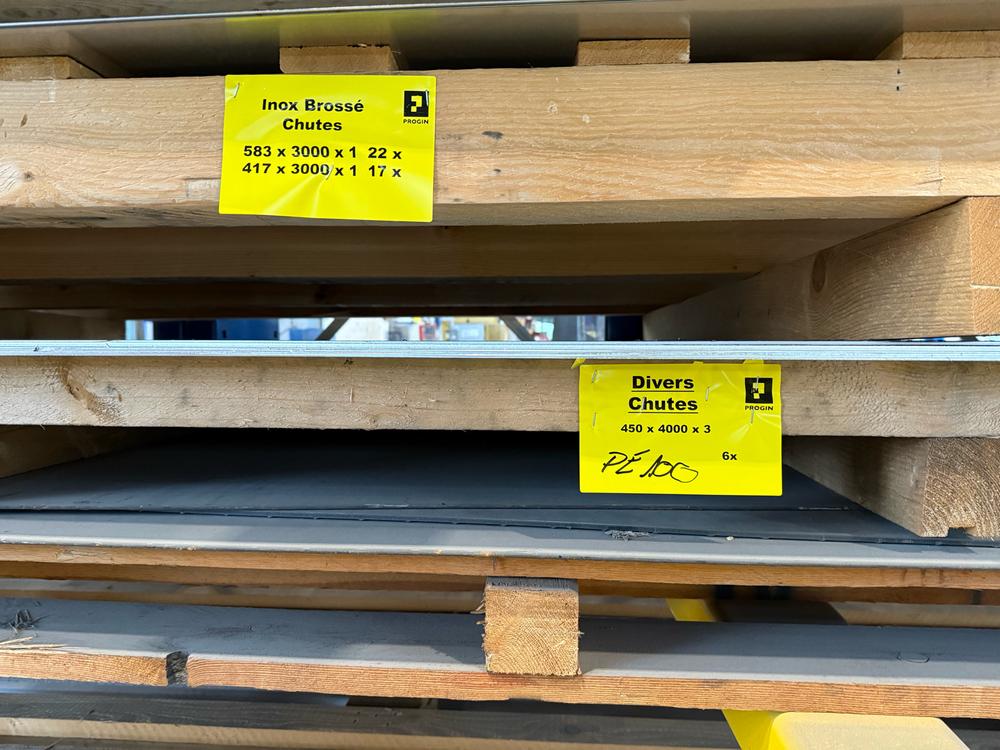 Inox Brossé
Chutes
PROGIN
583 x 3000 x 1 22 x
417 x 3000 x 1 17 x
Divers
Chutes
PROGIN
450 x 4000 x 3
6x
PÉ 100